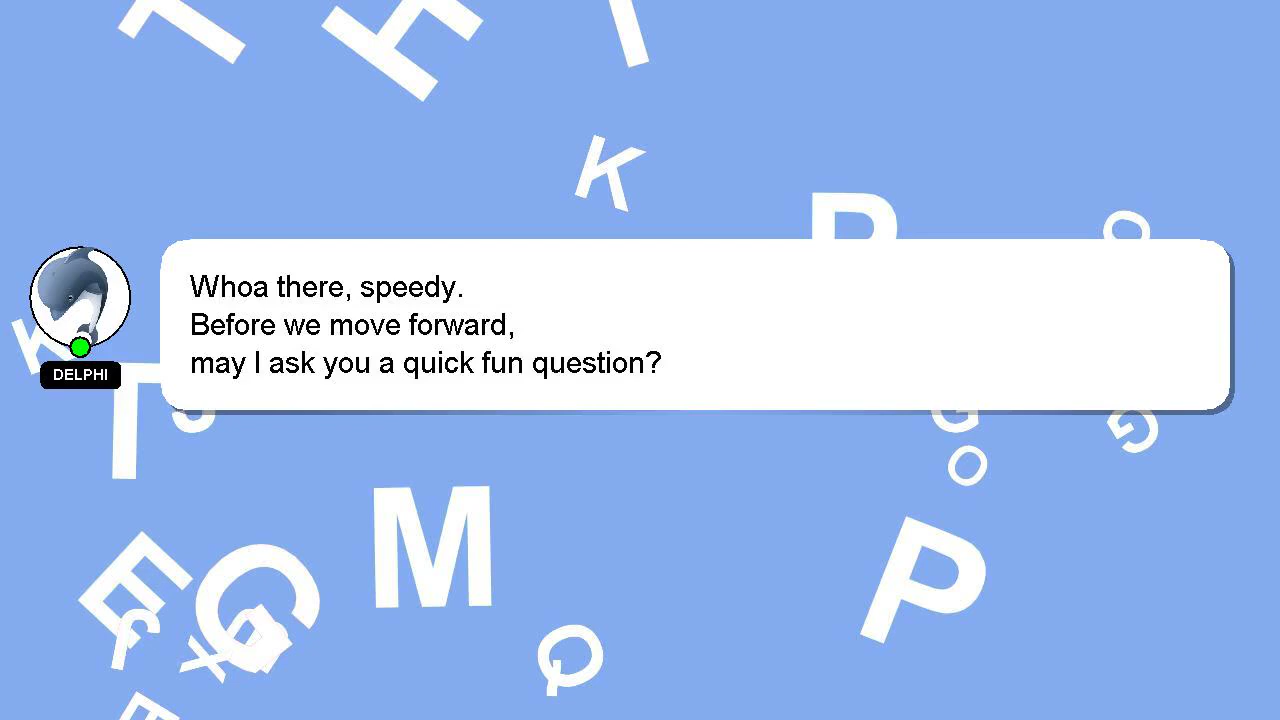 Whoa there, speedy.
Before we move forward,
may I ask you a quick fun question?
DELPHI
T
H
K
P
O
K
T
J
G
G
O
M
P
E
G
J
X
Q
E